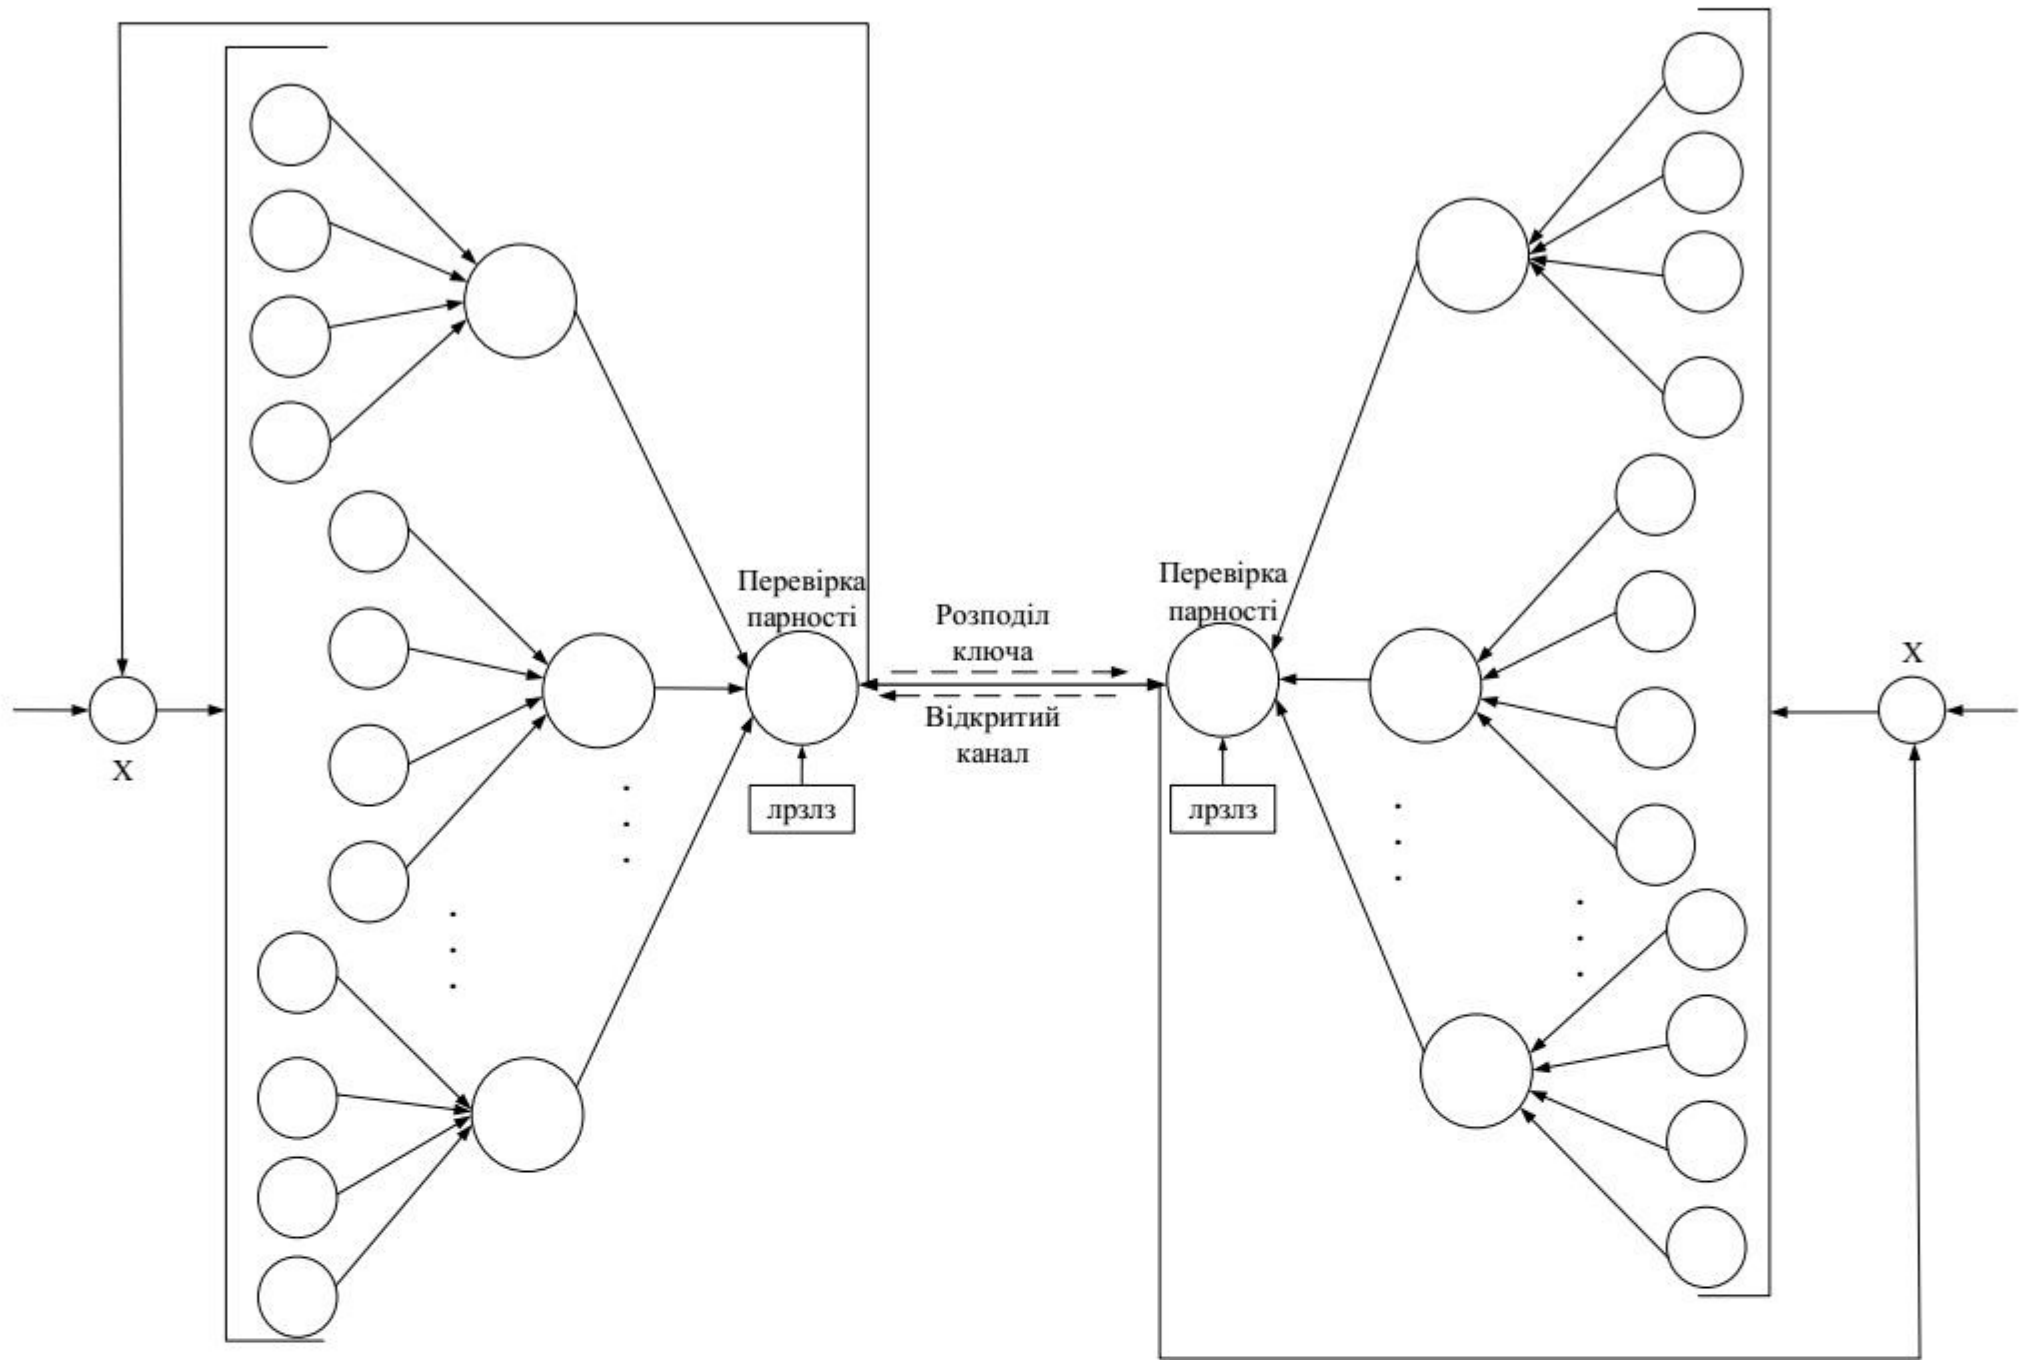 Перевірка
парності
Розподіл
ключа
Відкритий
канал
Перевірка
парності
X
X
лрзлз
лрзлз